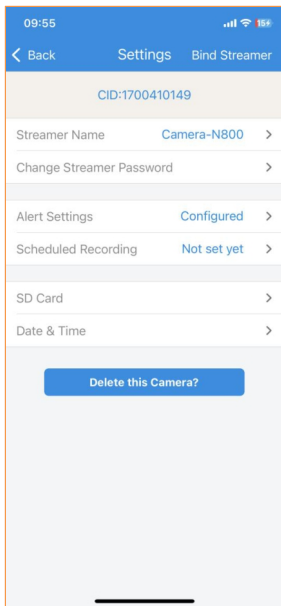 09:55 15
Back Settings Bind Streamer
CID:1700410149
Streamer Name Camera-N800
Change Streamer Password
Alert Settings Configured
Scheduled Recording Not set yet
SD Card
Date & Time
Delete this Camera?